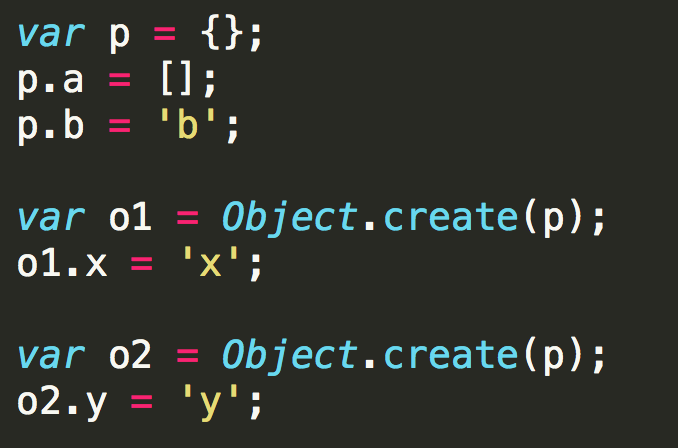 var p = {};
p.a = [];
p.b = 'b';
var o1 = Object.create(p);
o1.x = 'x';
var o2 = Object.create(p);
o2.y = 'y';